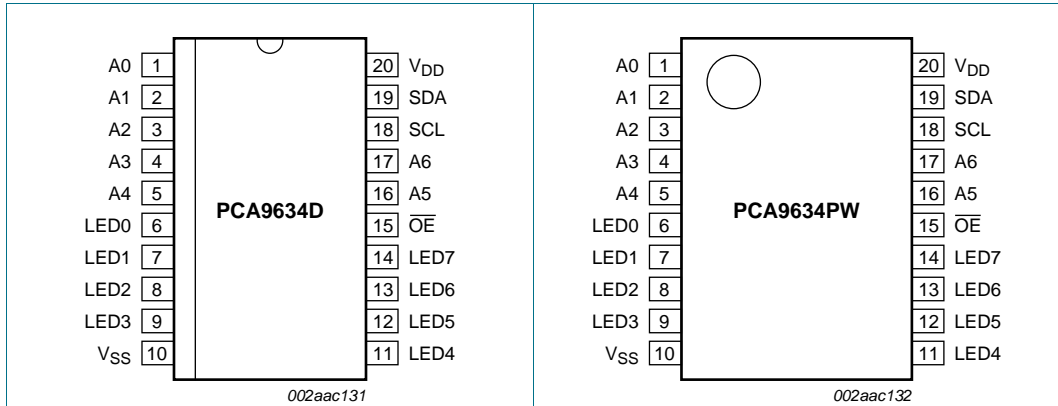 A0 1 20 VDD
A1 2 19 SDA
A2 3 18 SCL
A3 4 17 A6
A4 5 16 A5
PCA9634D
LED0 6 15 OE
LED1 7 14 LED7
LED2 8 13 LED6
LED3 9 12 LED5
VSS 10 11 LED4
002aac131
A0 1 20 VDD
A1 2 19 SDA
A2 3 18 SCL
A3 4 17 A6
A4 5 16 A5
PCA9634PW
LED0 6 15 OE
LED1 7 14 LED7
LED2 8 13 LED6
LED3 9 12 LED5
VSS 10 11 LED4
002aac132